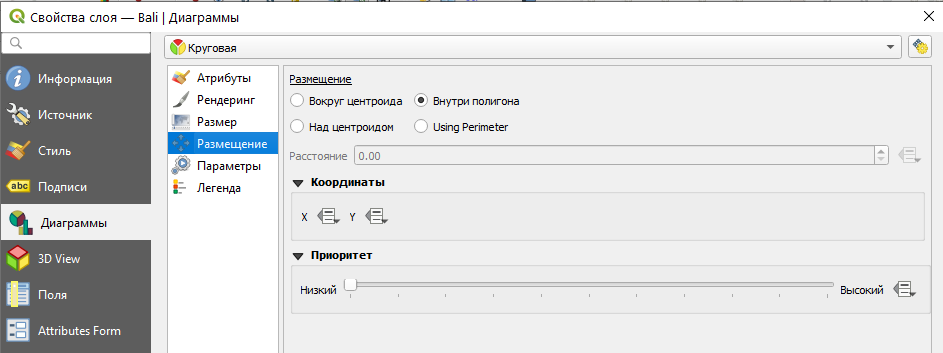 Свойства слоя — Bali | Диаграммы
Круговая
Информация
Источник
Стиль
abc Подписи
Диаграммы
3D View
Поля
Attributes Form
Атрибуты
Рендеринг
Размер
Размещение
Параметры
Легенда
Размещение
Вокруг центроида Внутри полигона
Над центроидом Using Perimeter
Расстояние 0.00
Координаты
X Y
Приоритет
Низкий Высокий